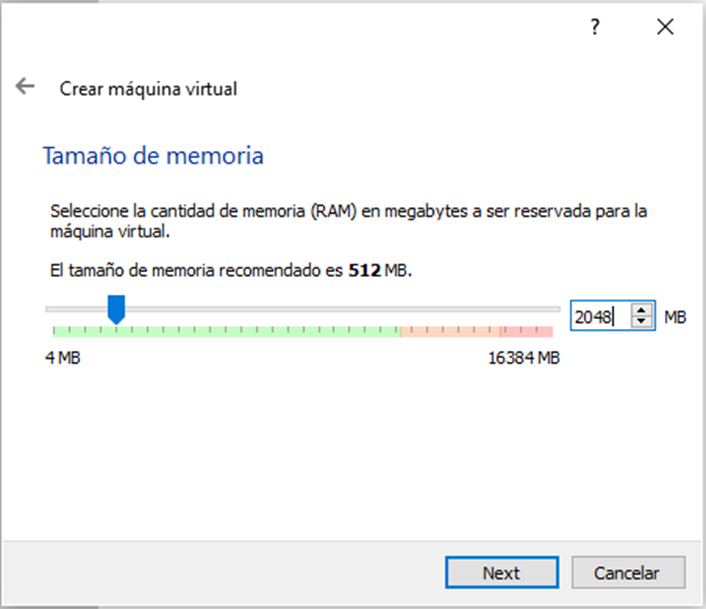 ?
Crear máquina virtual
Tamaño de memoria
Seleccione la cantidad de memoria (RAM) en megabytes a ser reservada para la
máquina virtual.
El tamaño de memoria recomendado es 512 MB.
2048 MB
4 MB 16384 MB
Next Cancelar